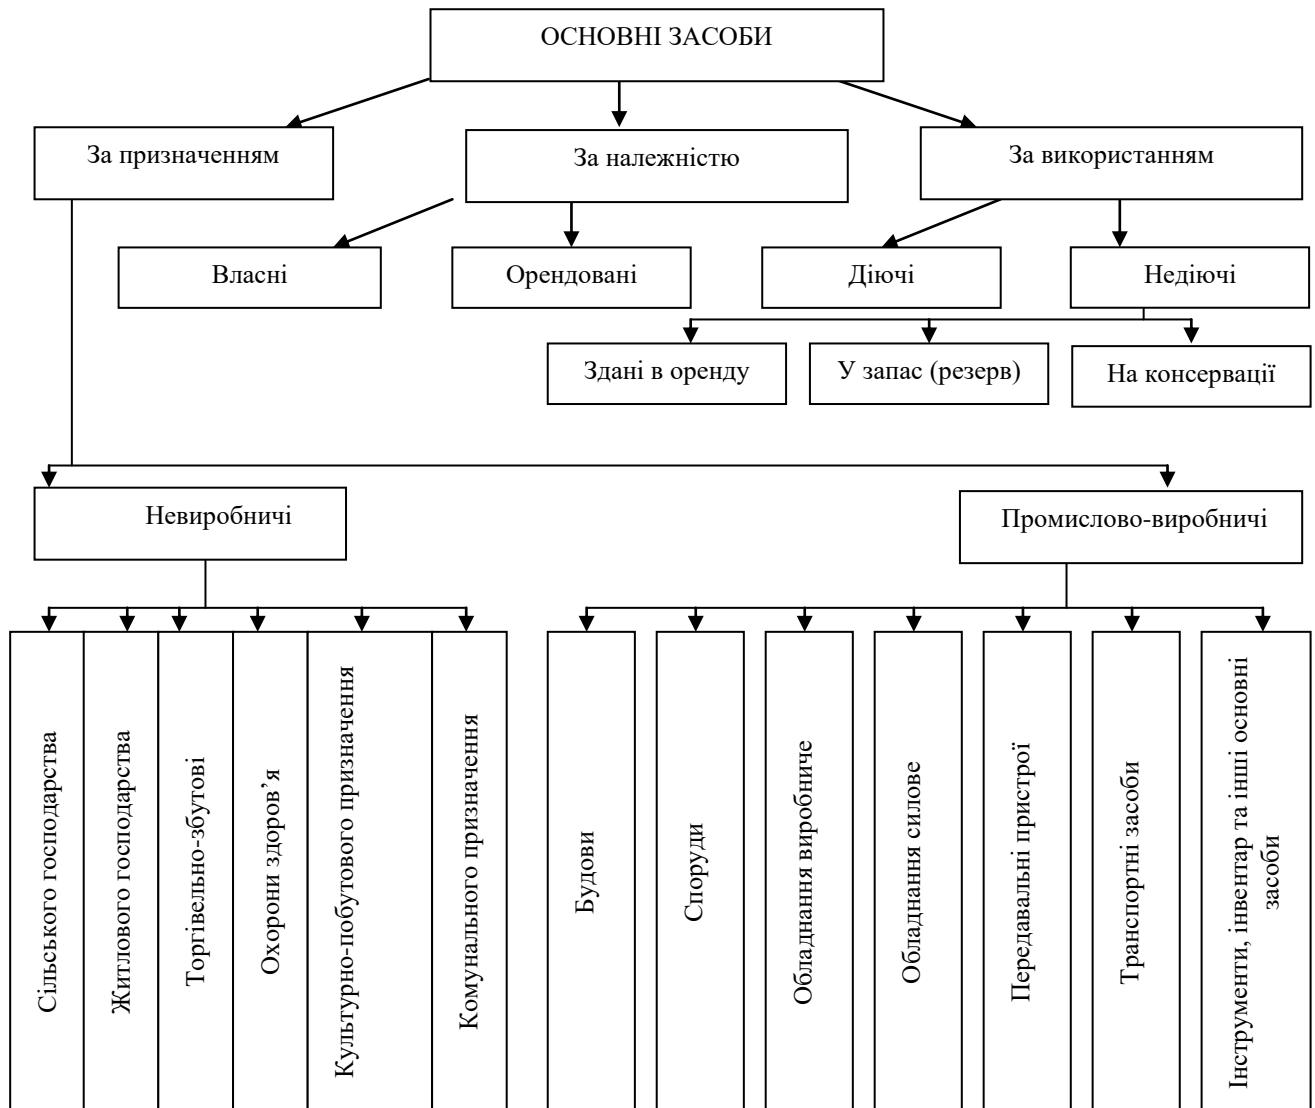 ОСНОВНІ ЗАСОБИ
За призначенням
За належністю
За використанням
Власні
Орендовані
Діючі
Недіючі
Здані в оренду
У запас (резерв)
На консервації
Невиробничі
Промислово-виробничі
Сільського господарства
Житлового господарства
Торгівельно-збутові
Охорони здоров’я
Культурно-побутового призначення
Комунального призначення
Будови
Споруди
Обладнання виробниче
Обладнання силове
Передавальні пристрої
Транспортні засоби
Інструменти, інвентар та інші основні
засоби